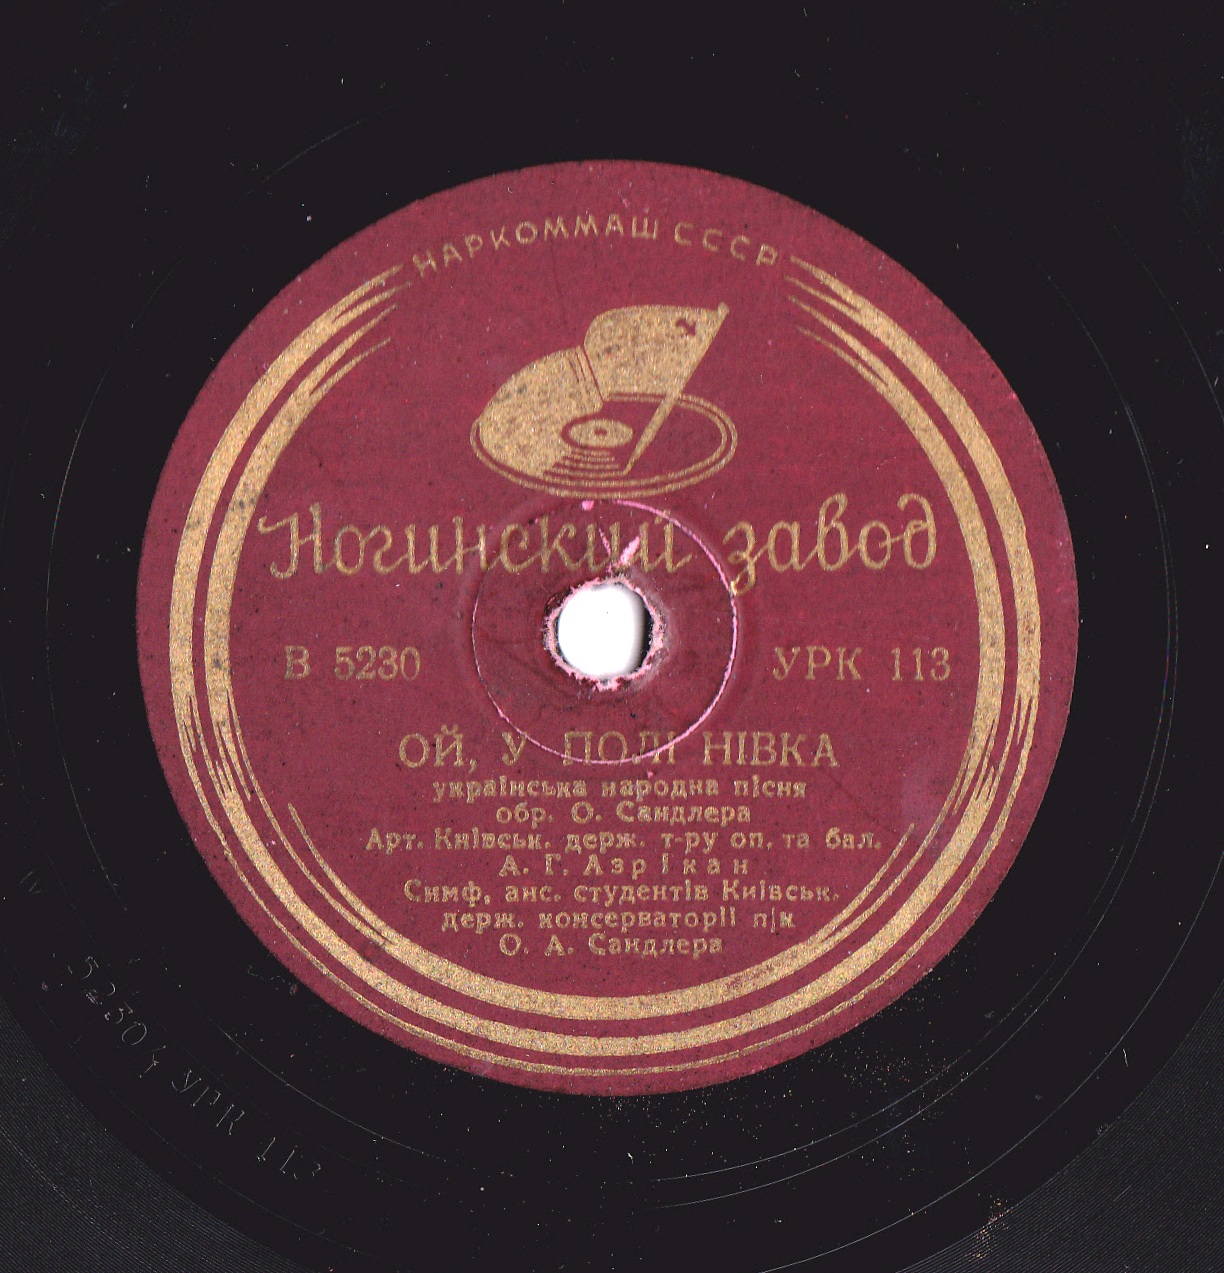 НАРКОММАШ СССР
Ногинский завод
В 5230 УРК 113
ОЙ, У ПОЛІ НІВКА
українська народна пісня
обр. О. Сандлера
Арт. Київськ. держ. т-ру оп. та бал.
А. Г. Азрікан
Симф. анс. студентів Київськ.
держ. консерваторії п/к
О. А. Сандлера
5230 / УРК 113